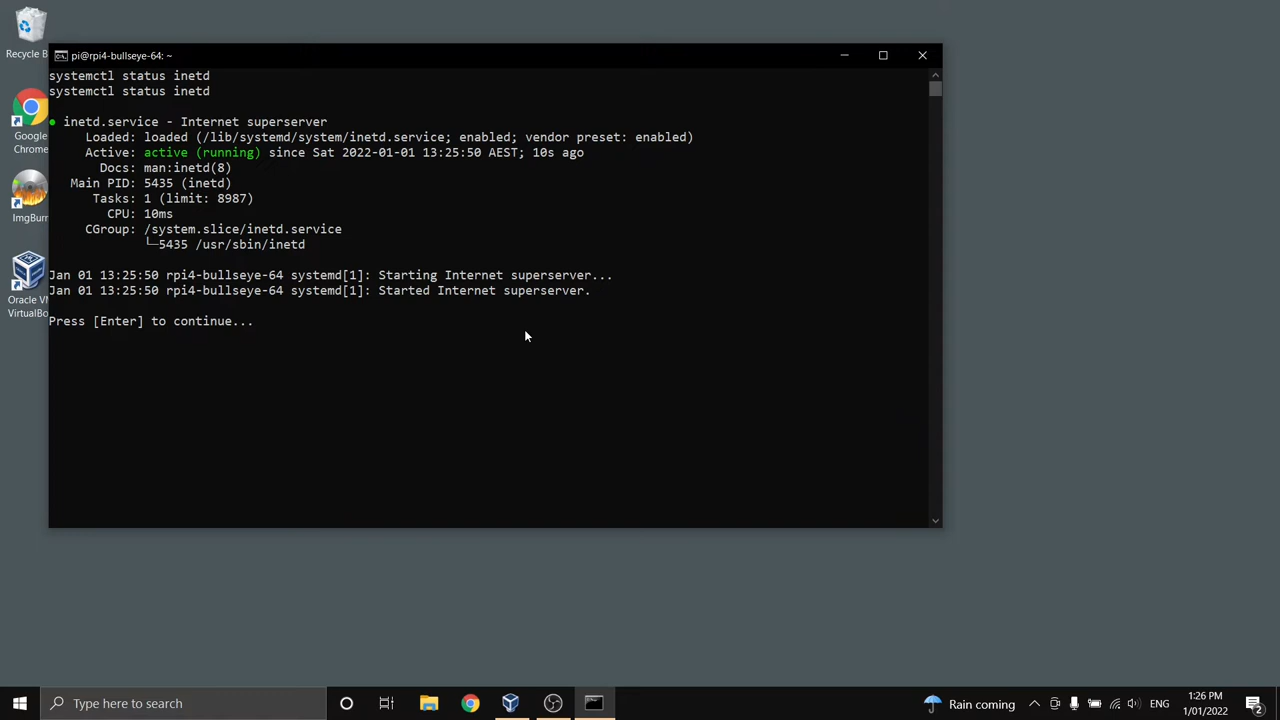 Recycle B
Google
Chrome
ImgBurn
Oracle VM
VirtualBo
pi@rpi4-bullseye-64: ~
systemctl status inetd
systemctl status inetd
● inetd.service - Internet superserver
Loaded: loaded (/lib/systemd/system/inetd.service; enabled; vendor preset: enabled)
Active: active (running) since Sat 2022-01-01 13:25:50 AEST; 10s ago
Docs: man:inetd(8)
Main PID: 5435 (inetd)
Tasks: 1 (limit: 8987)
CPU: 10ms
CGroup: /system.slice/inetd.service
└─5435 /usr/sbin/inetd
Jan 01 13:25:50 rpi4-bullseye-64 systemd[1]: Starting Internet superserver...
Jan 01 13:25:50 rpi4-bullseye-64 systemd[1]: Started Internet superserver.
Press [Enter] to continue...
Type here to search
Rain coming
ENG
1:26 PM
1/01/2022
2